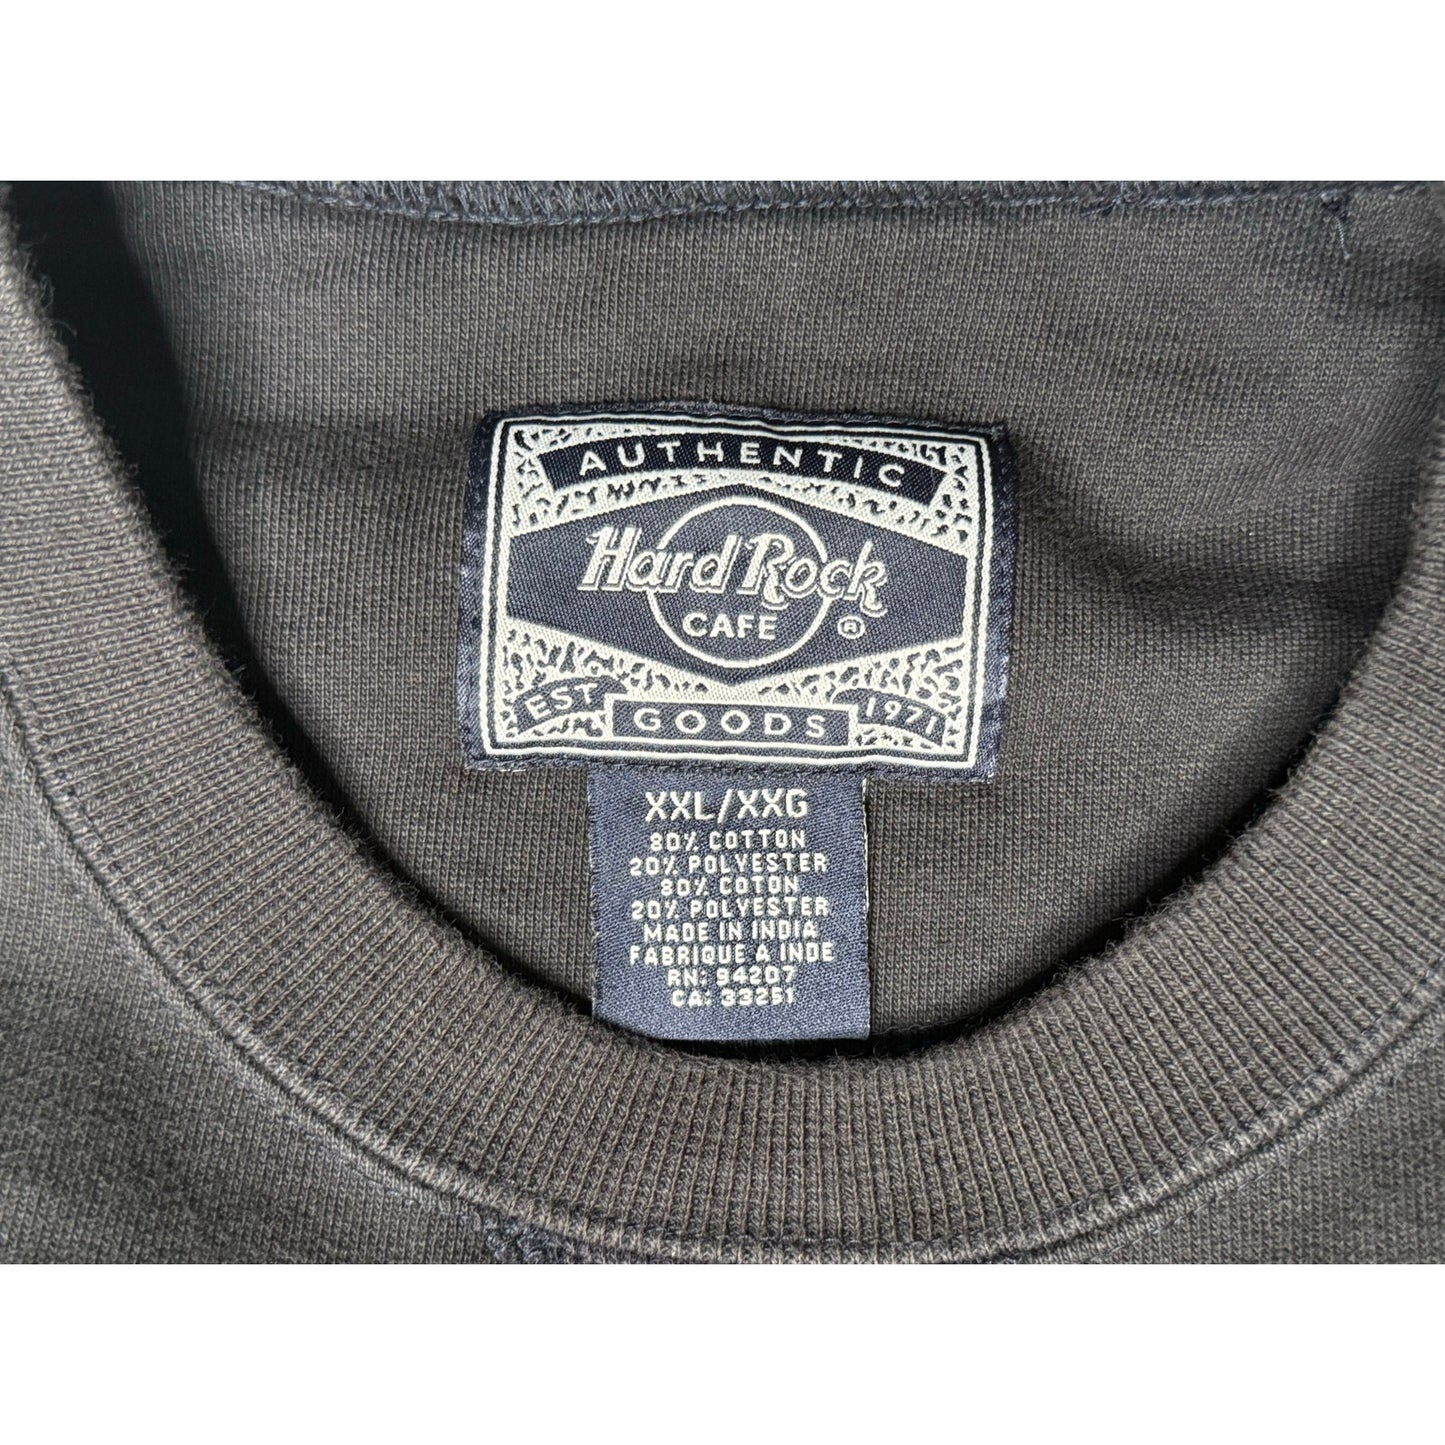 AUTHENTIC
Hard Rock
CAFE ®
EST 1971
GOODS
XXL/XXG
80% COTTON
20% POLYESTER
80% COTON
20% POLYESTER
MADE IN INDIA
FABRIQUE A INDE
RN: 94207
CA: 33251